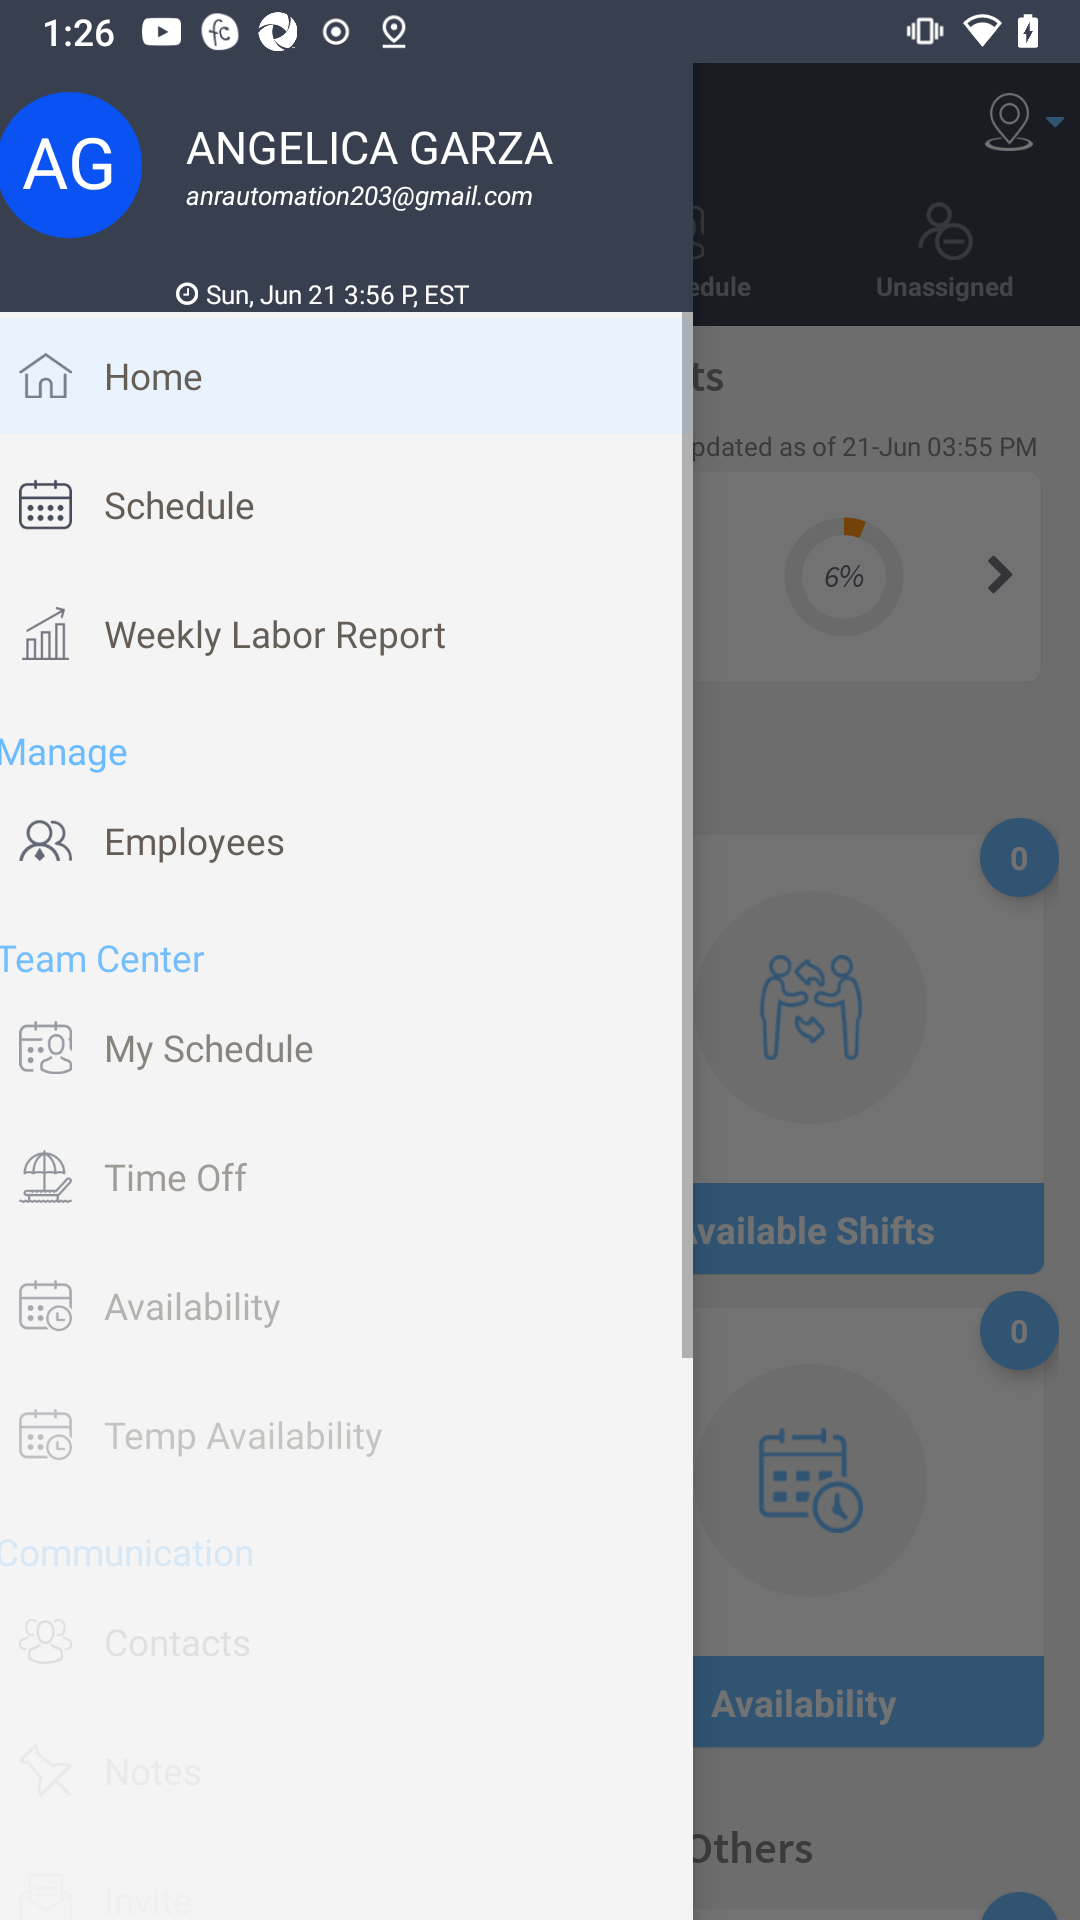 1:26
AG
ANGELICA GARZA
anrautomation203@gmail.com
Sun, Jun 21 3:56 P, EST
edule
Unassigned
Home
ts
Schedule
pdated as of 21-Jun 03:55 PM
6%
Weekly Labor Report
Manage
Employees
0
Team Center
My Schedule
Time Off
Available Shifts
Availability
0
Temp Availability
Communication
Contacts
Availability
Notes
Others
Invite